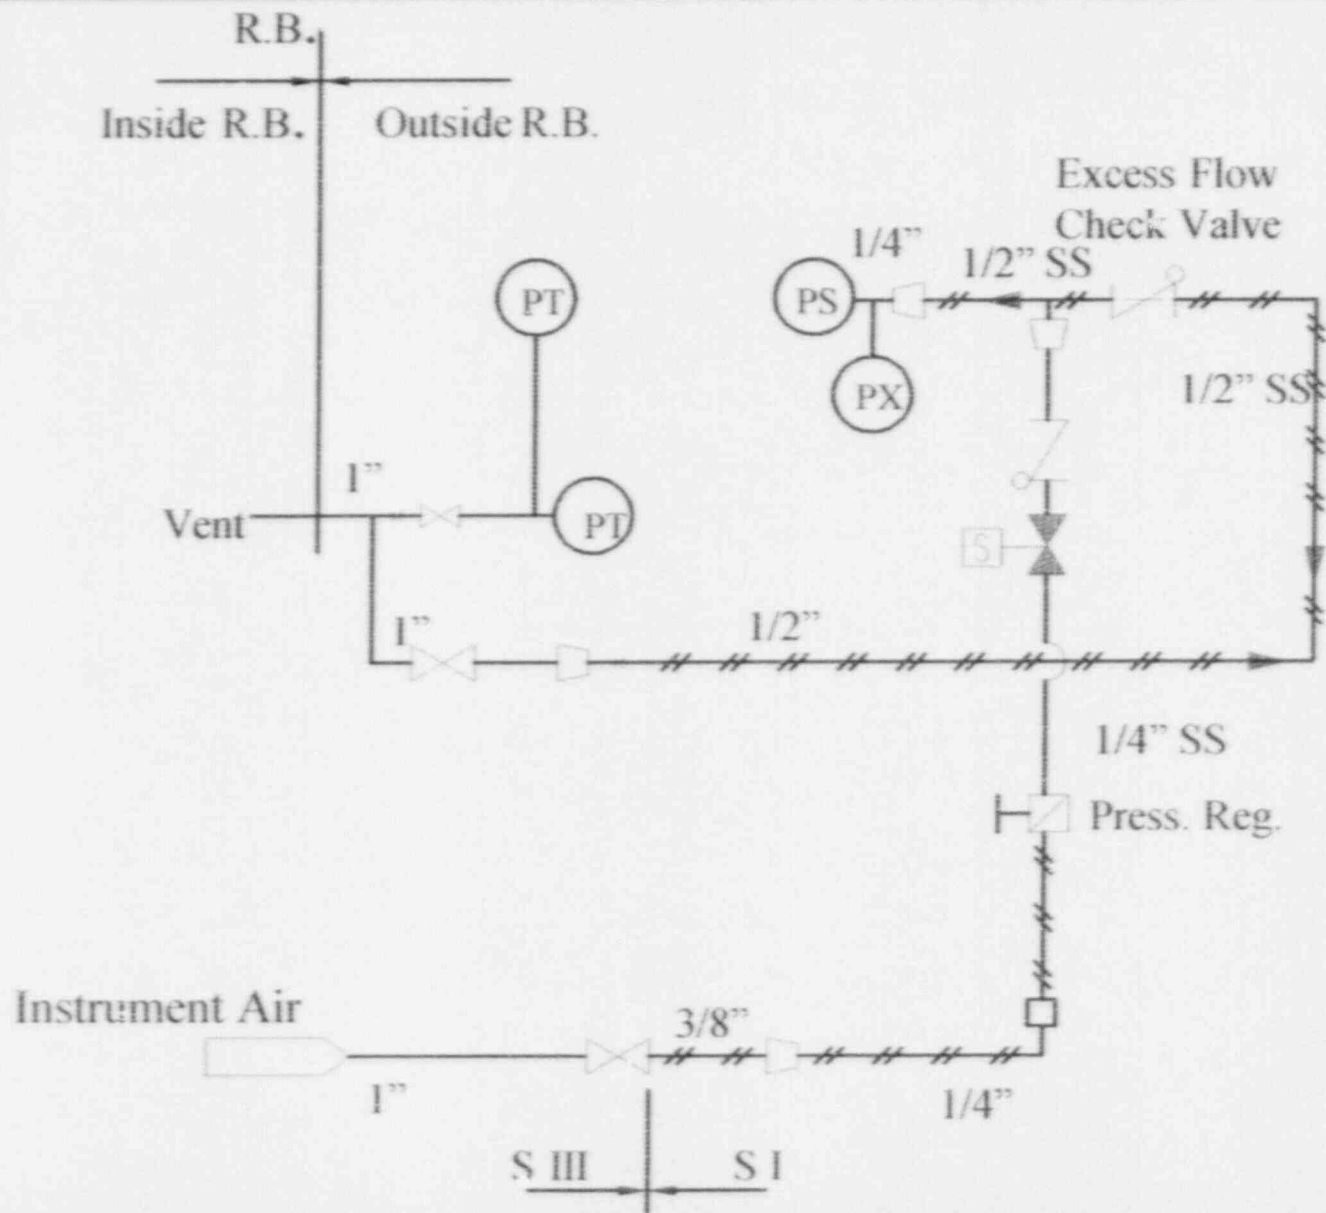 R.B.
Inside R.B.
Outside R.B.
Excess Flow
Check Valve
1/4”
1/2” SS
PT
PS
PX
1/2” SS
1”
Vent
PT
S
1”
1/2”
1/4” SS
Press. Reg.
Instrument Air
3/8”
1”
1/4”
S III
S I